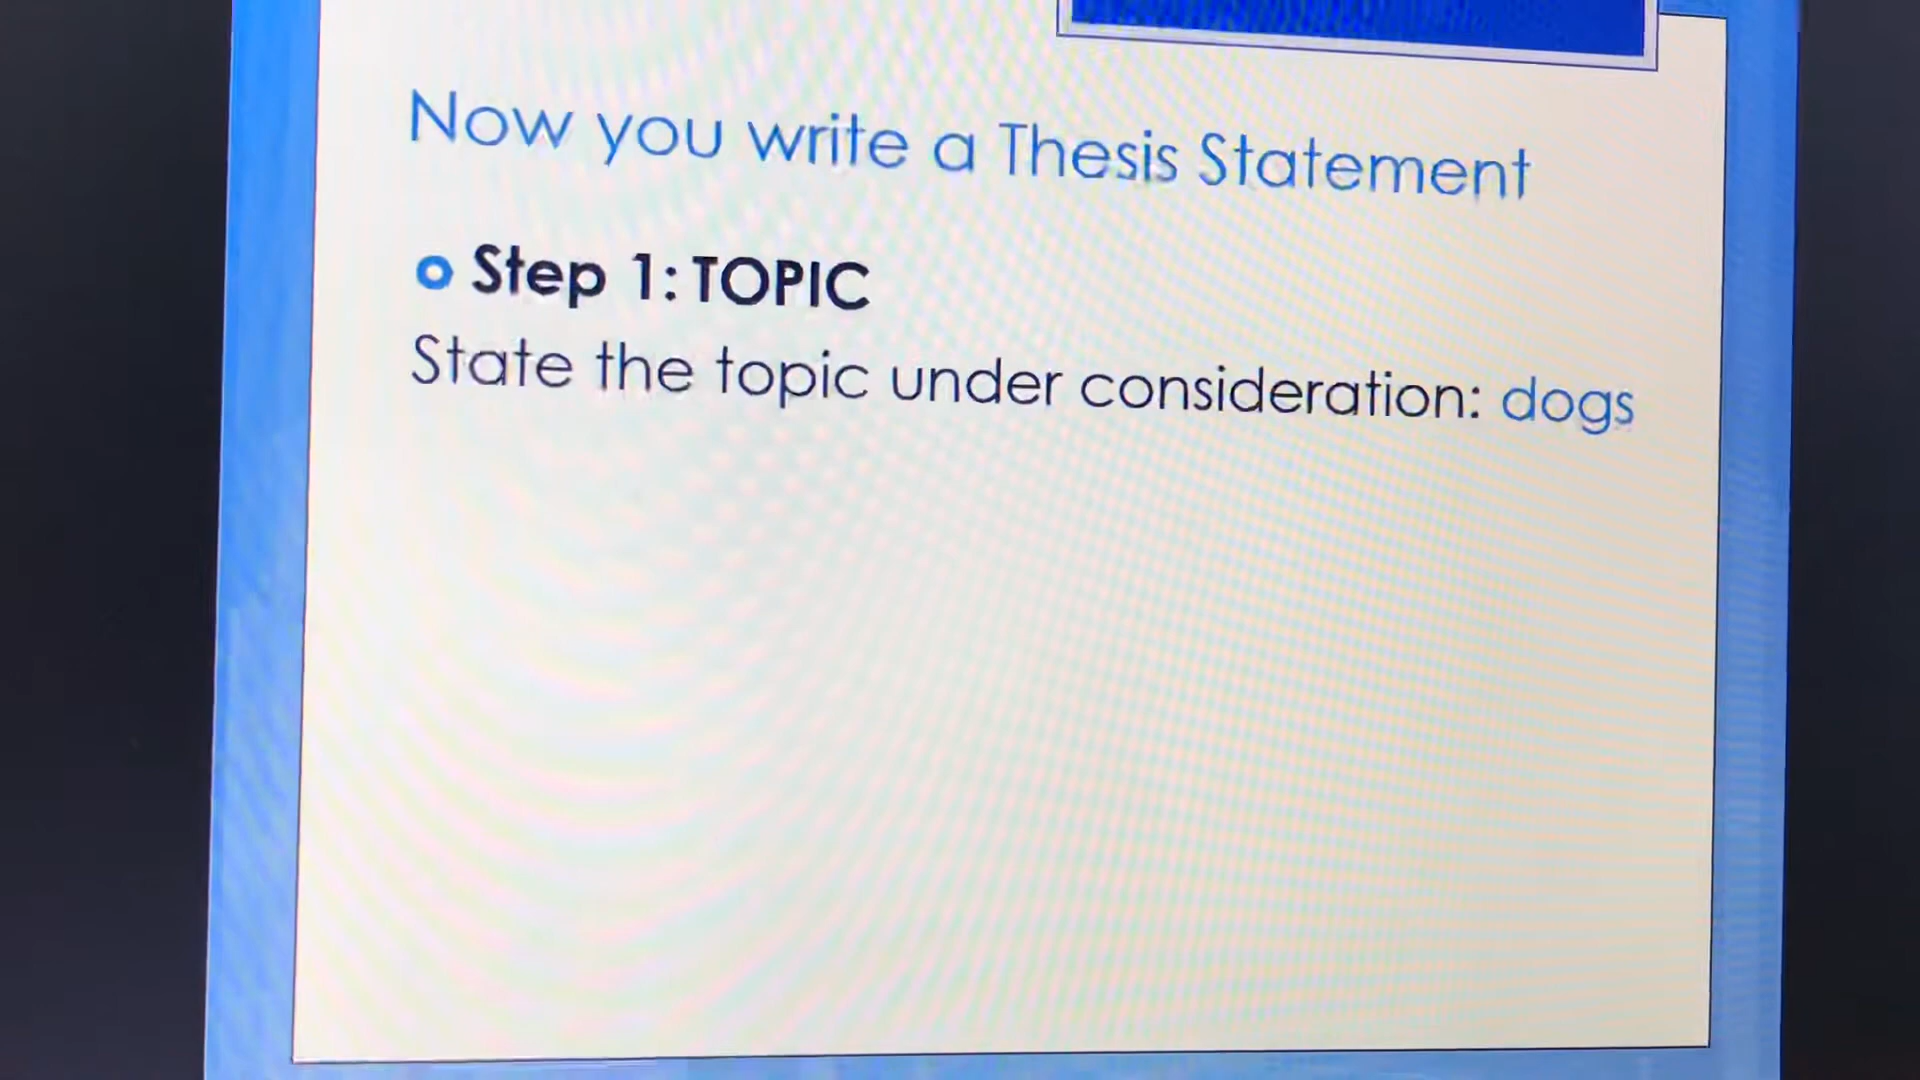 Now you write a Thesis Statement
Step 1: TOPIC
State the topic under consideration: dogs